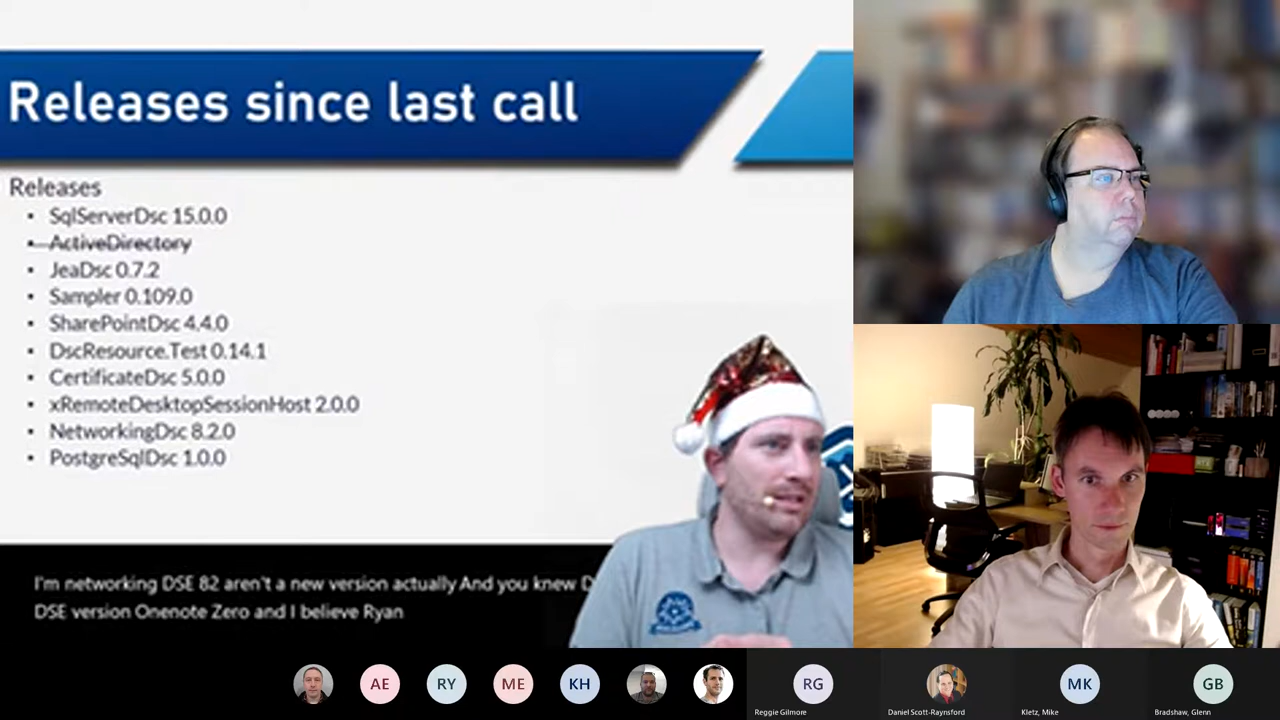 Releases since last call
Releases
• SqlServerDsc 15.0.0
• ActiveDirectory
• JeaDsc 0.7.2
• Sampler 0.109.0
• SharePointDsc 4.4.0
• DscResource.Test 0.14.1
• CertificateDsc 5.0.0
• xRemoteDesktopSessionHost 2.0.0
• NetworkingDsc 8.2.0
• PostgreSqlDsc 1.0.0
I'm networking DSE 82 aren't a new version actually And you knew
DSE version Onenote Zero and I believe Ryan
AE
RY
ME
KH
RG
MK
GB
Reggie Gilmore
Daniel Scott-Raynsford
Kletz, Mike
Bradshaw, Glenn